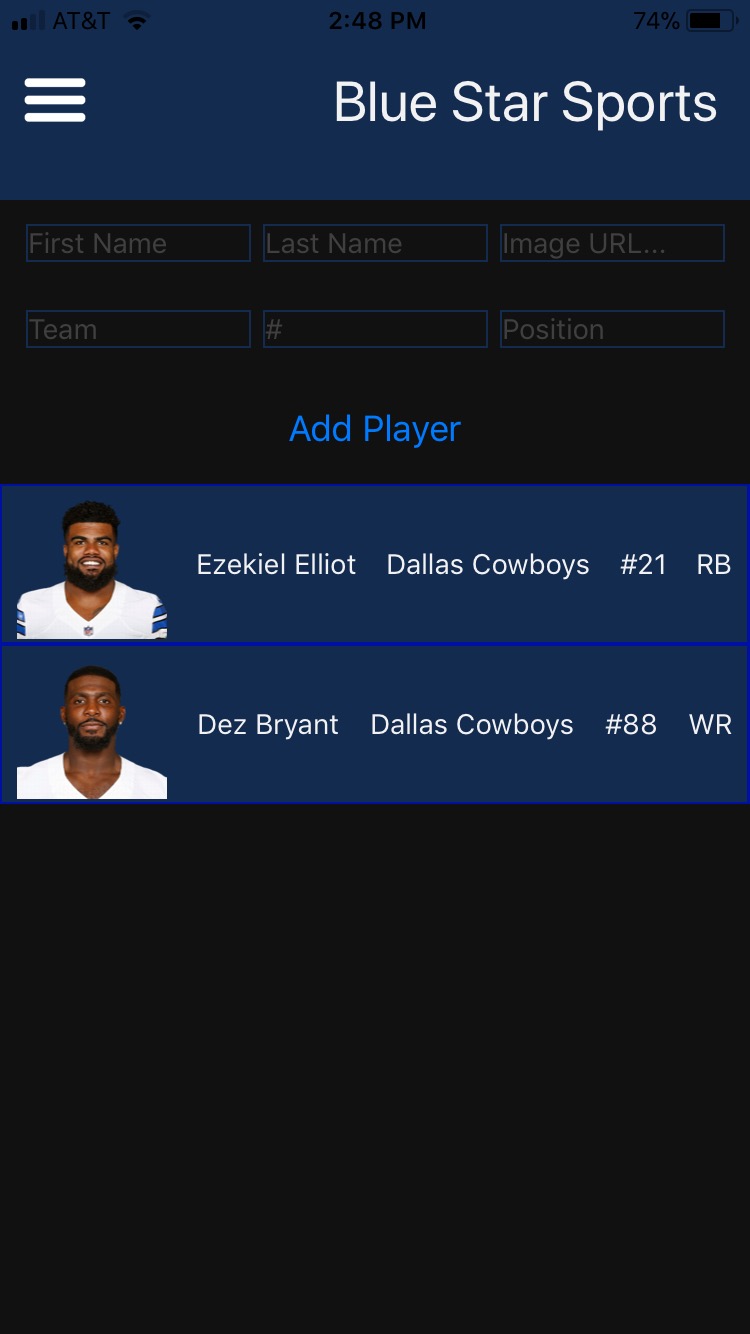 AT&T 2:48 PM 74%
Blue Star Sports
First Name Last Name Image URL...
Team # Position
Add Player
Ezekiel Elliot Dallas Cowboys #21 RB
Dez Bryant Dallas Cowboys #88 WR